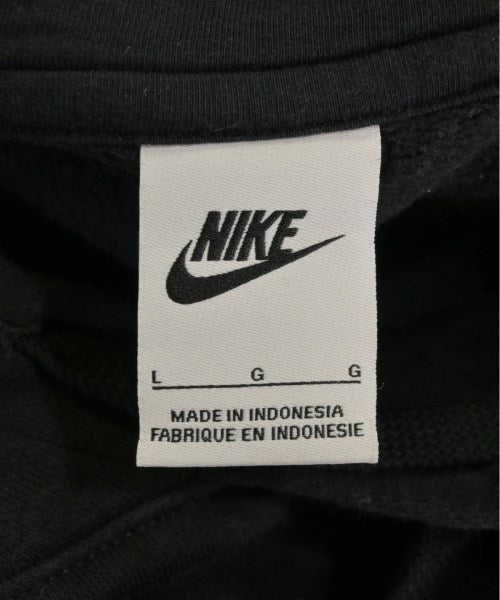 NIKE
L G G
MADE IN INDONESIA
FABRIQUE EN INDONESIE